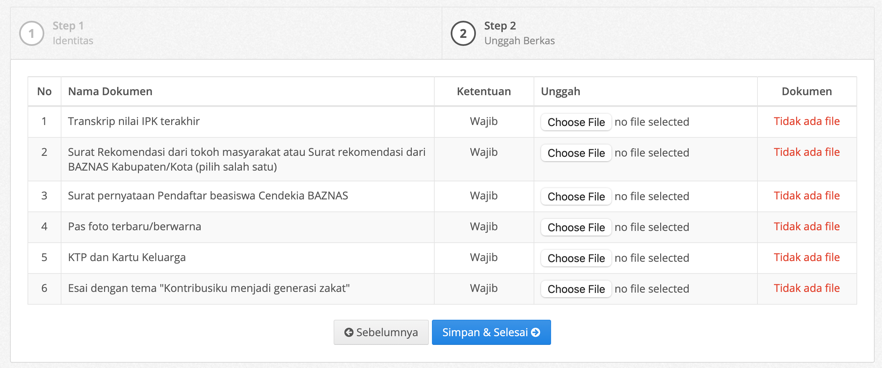 1 Step 1
Identitas
2 Step 2
Unggah Berkas
No Nama Dokumen Ketentuan Unggah Dokumen
1 Transkrip nilai IPK terakhir Wajib Choose File no file selected Tidak ada file
2 Surat Rekomendasi dari tokoh masyarakat atau Surat rekomendasi dari Wajib Choose File no file selected Tidak ada file
BAZNAS Kabupaten/Kota (pilih salah satu)
3 Surat pernyataan Pendaftar beasiswa Cendekia BAZNAS Wajib Choose File no file selected Tidak ada file
4 Pas foto terbaru/berwarna Wajib Choose File no file selected Tidak ada file
5 KTP dan Kartu Keluarga Wajib Choose File no file selected Tidak ada file
6 Esai dengan tema "Kontribusiku menjadi generasi zakat" Wajib Choose File no file selected Tidak ada file
Sebelumnya Simpan & Selesai